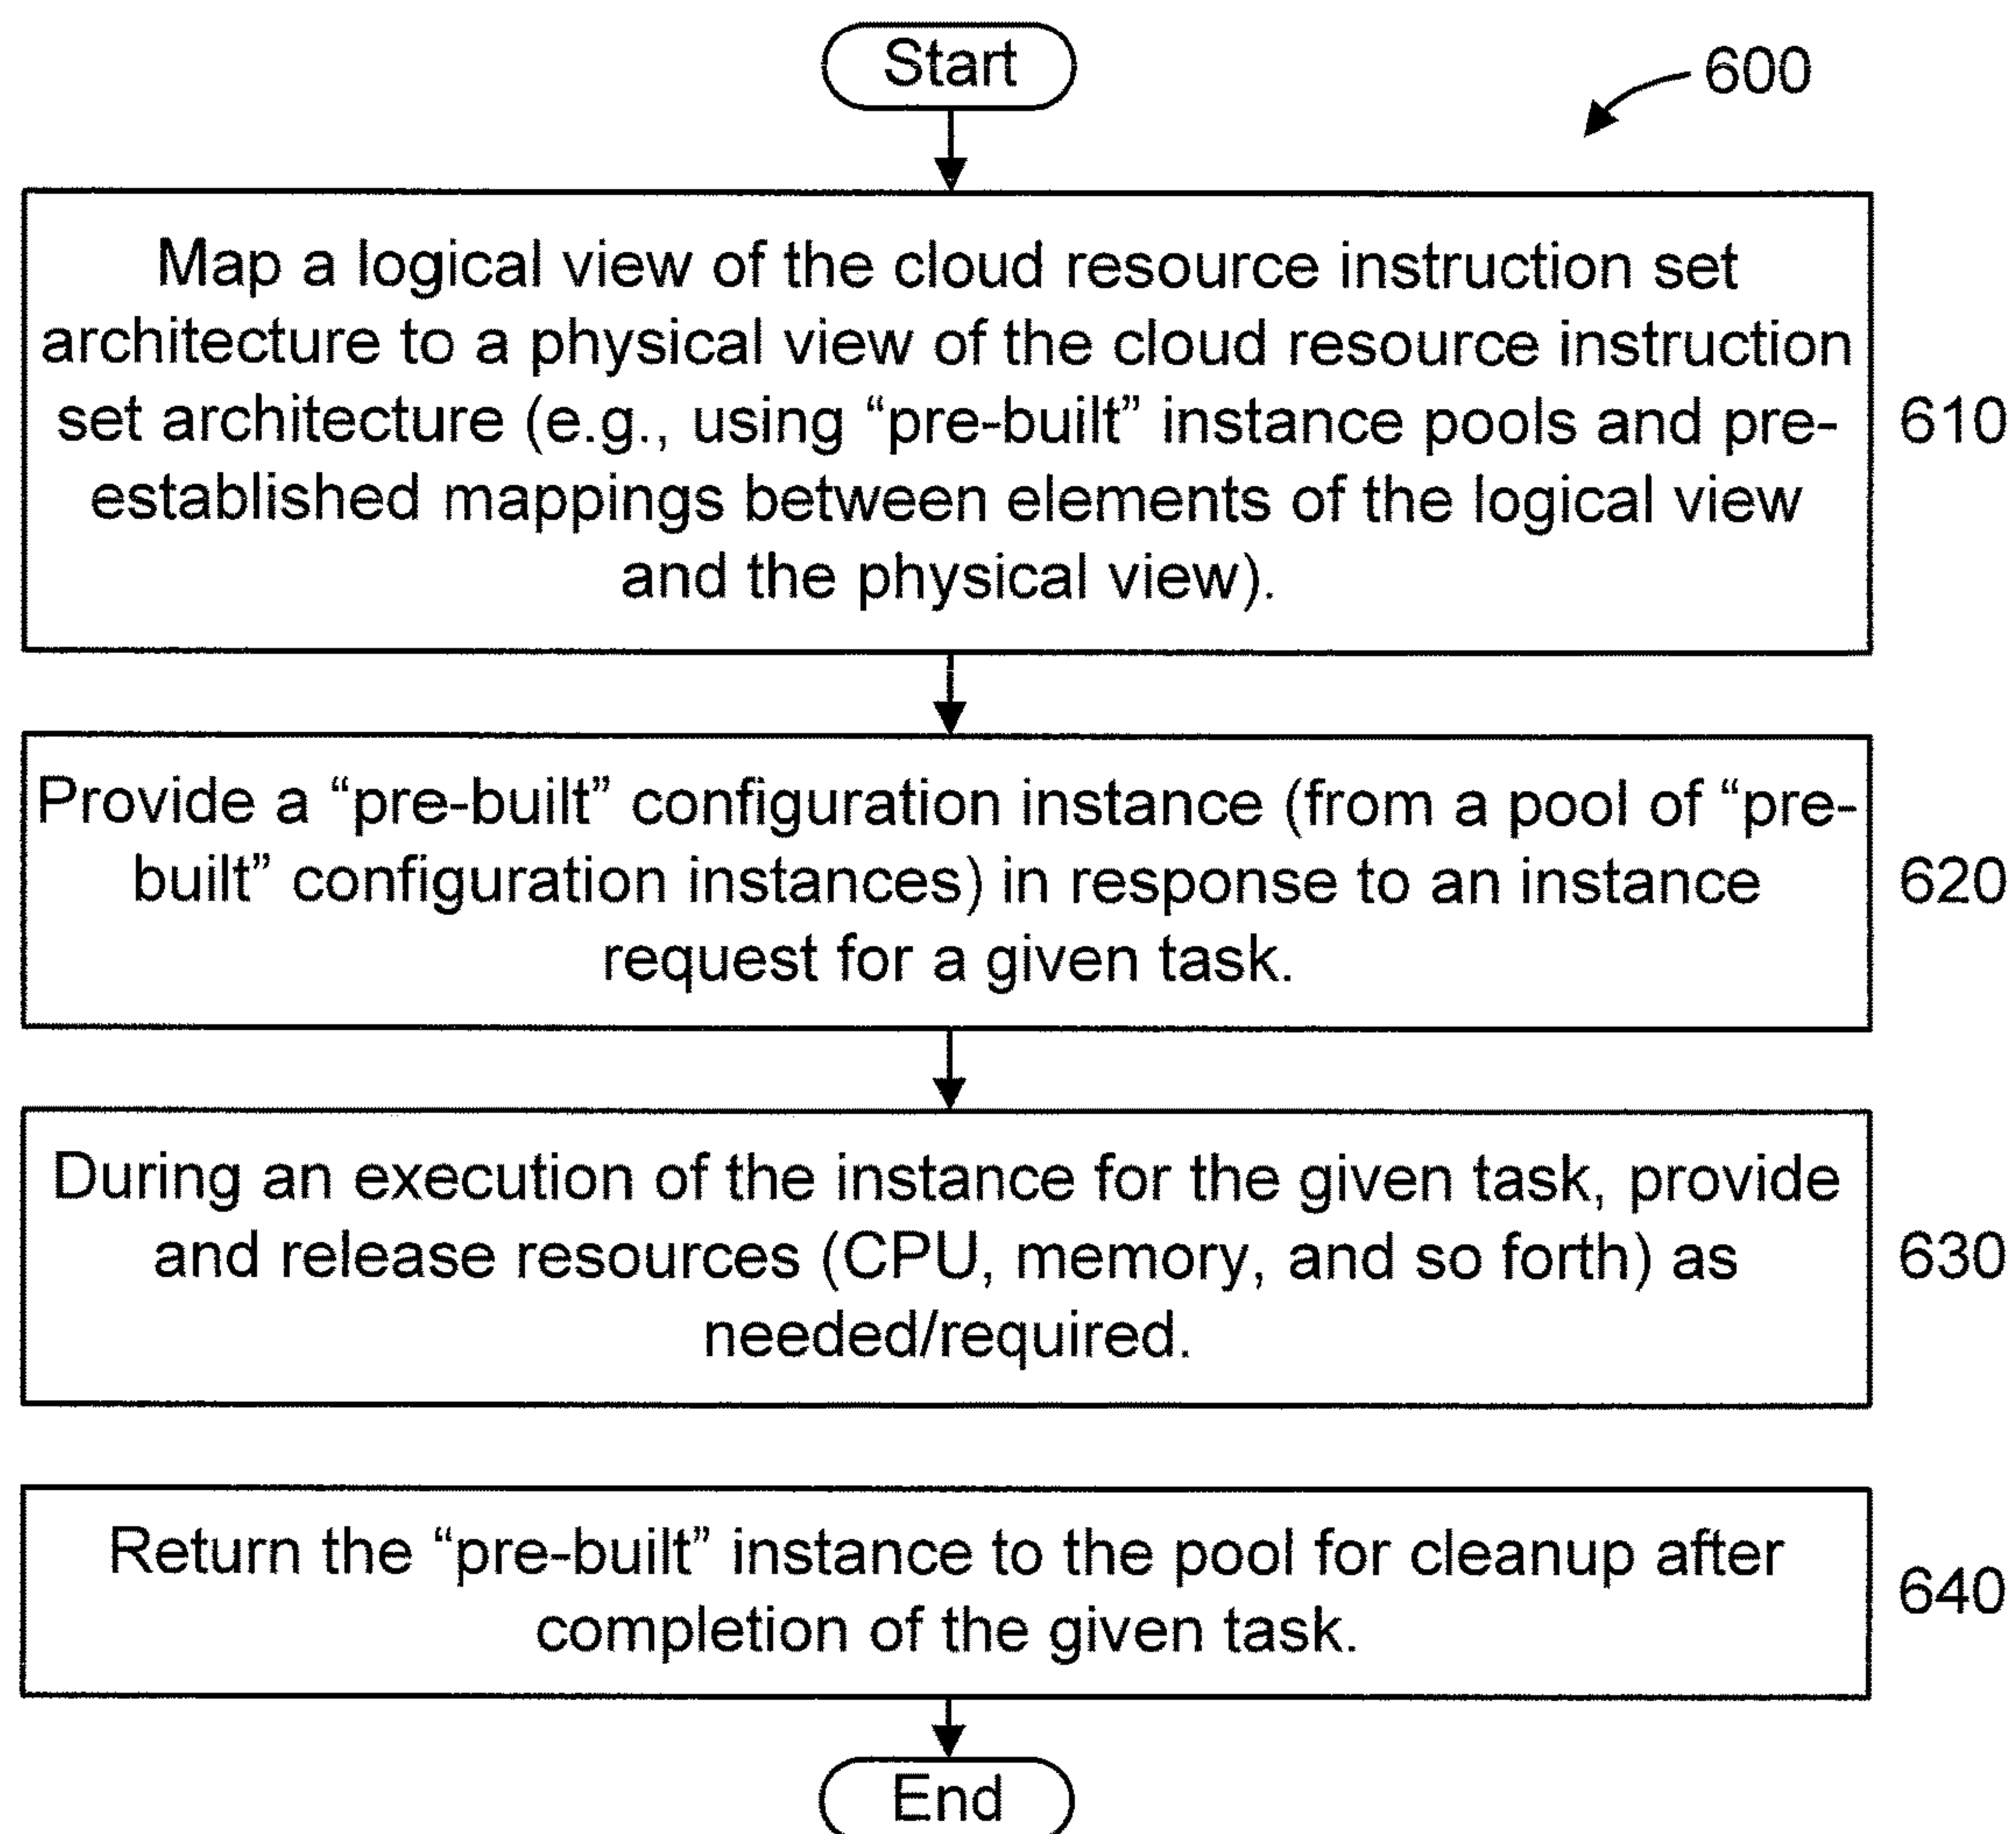 Start
600
Map a logical view of the cloud resource instruction set
architecture to a physical view of the cloud resource instruction
set architecture (e.g., using “pre-built” instance pools and pre-
established mappings between elements of the logical view
and the physical view).
610
Provide a “pre-built” configuration instance (from a pool of “pre-
built” configuration instances) in response to an instance
request for a given task.
620
During an execution of the instance for the given task, provide
and release resources (CPU, memory, and so forth) as
needed/required.
630
Return the “pre-built” instance to the pool for cleanup after
completion of the given task.
640
End